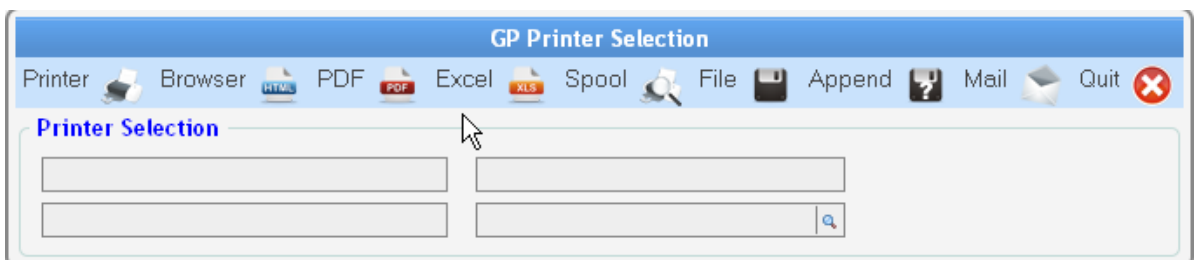 GP Printer Selection
Printer Browser HTML PDF PDF Excel XLS Spool File Append ? Mail Quit
Printer Selection